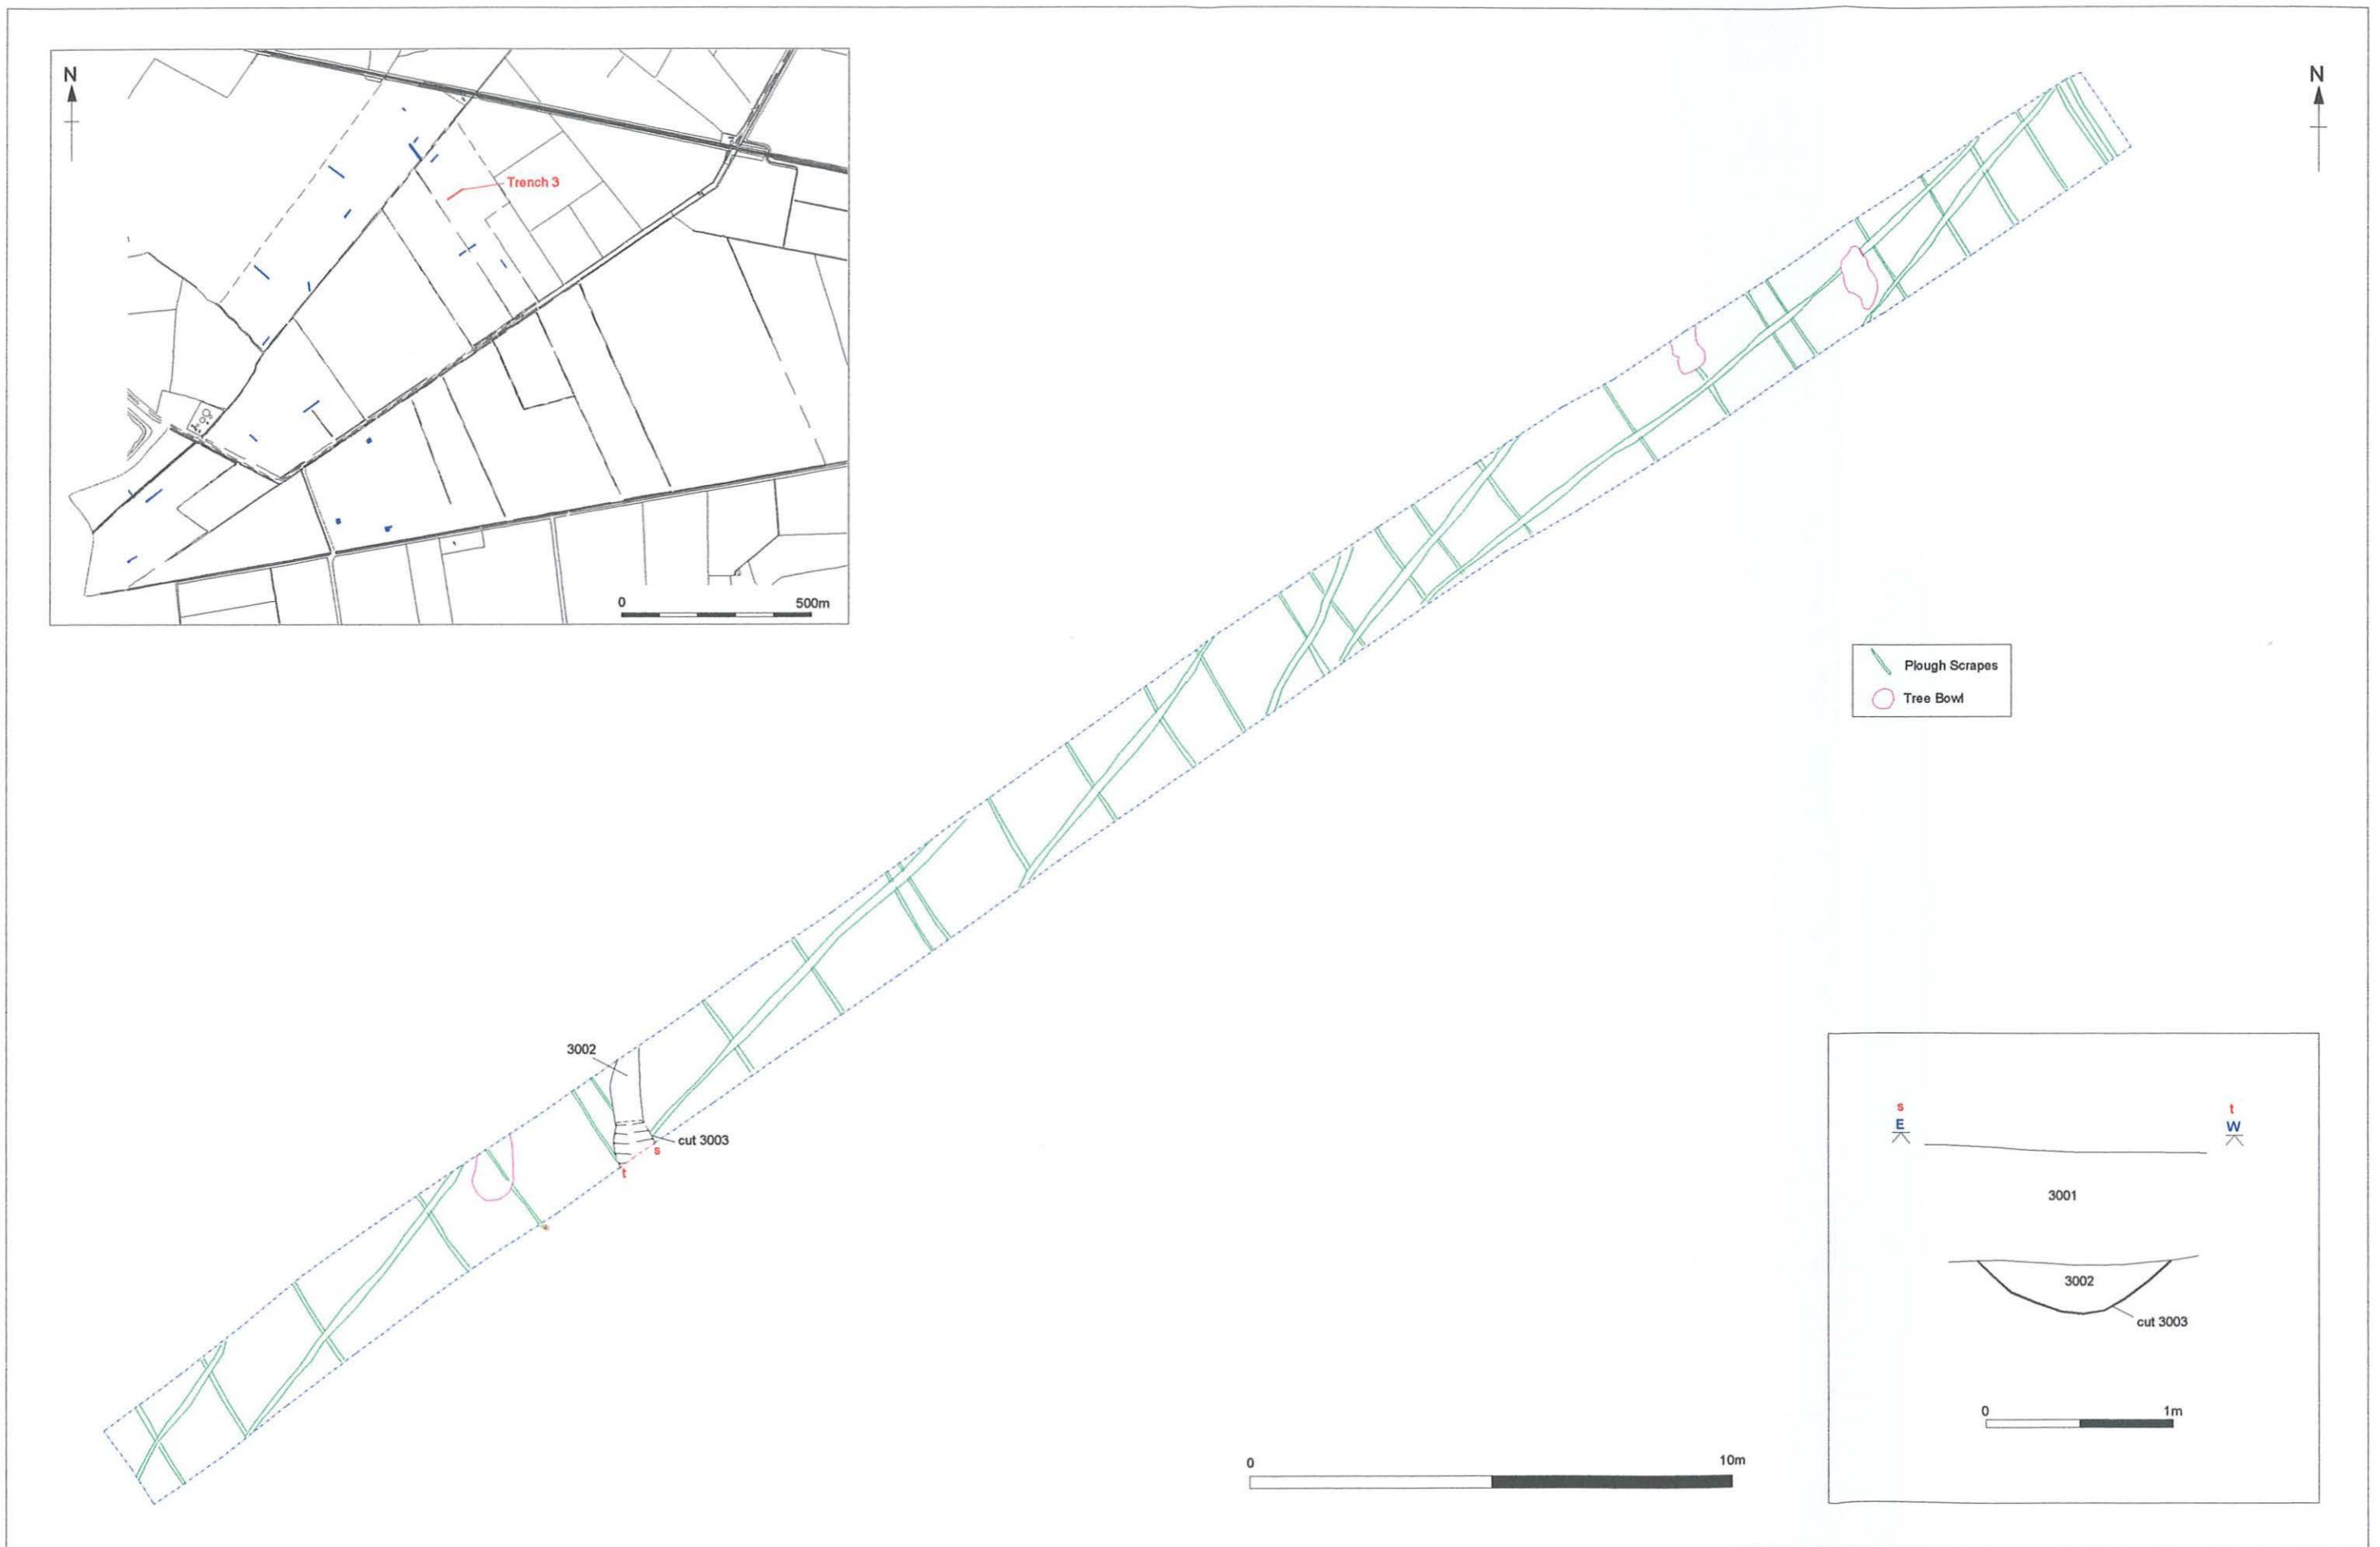 N
Trench 3
0 500m
N
Plough Scrapes
Tree Bowl
3002
cut 3003
s
t
0 10m
s t
E W
3001
3002
cut 3003
0 1m